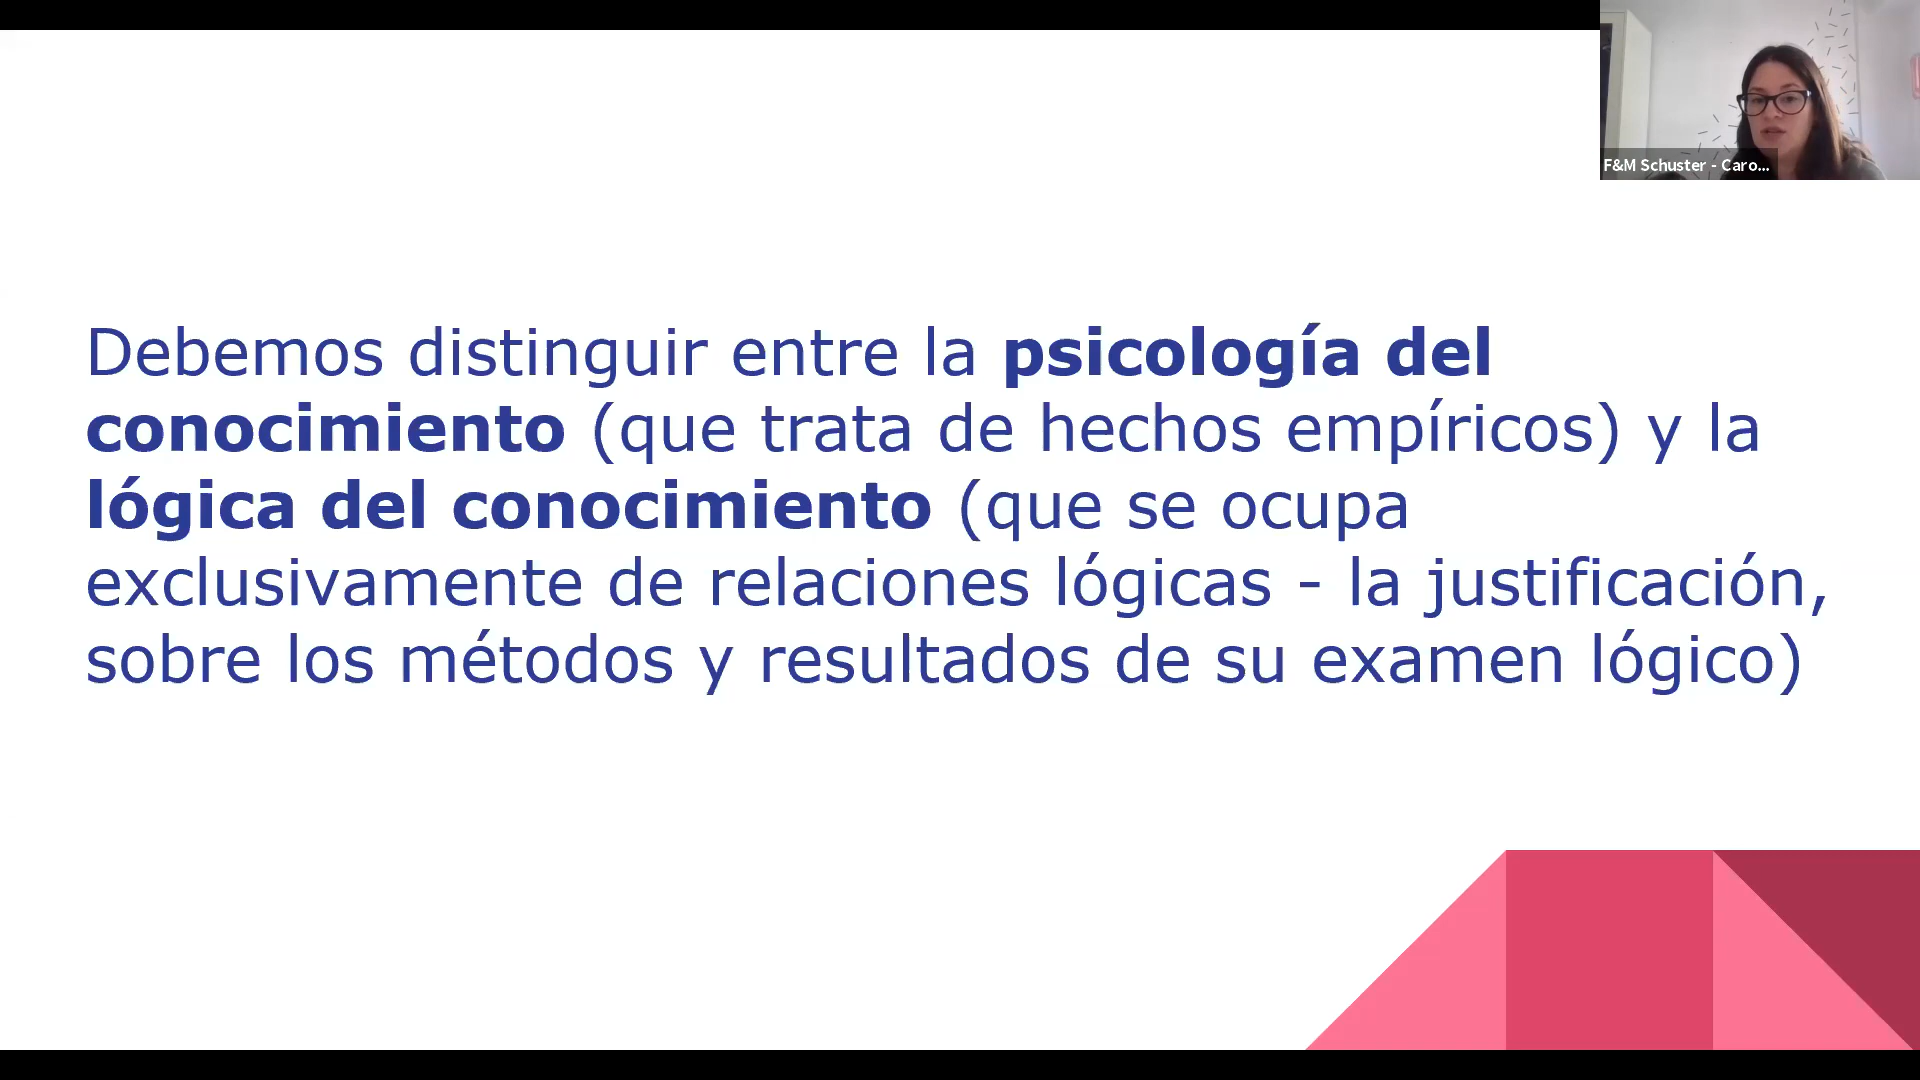 F&M Schuster - Caro...
Debemos distinguir entre la psicología del
conocimiento (que trata de hechos empíricos) y la
lógica del conocimiento (que se ocupa
exclusivamente de relaciones lógicas - la justificación,
sobre los métodos y resultados de su examen lógico)